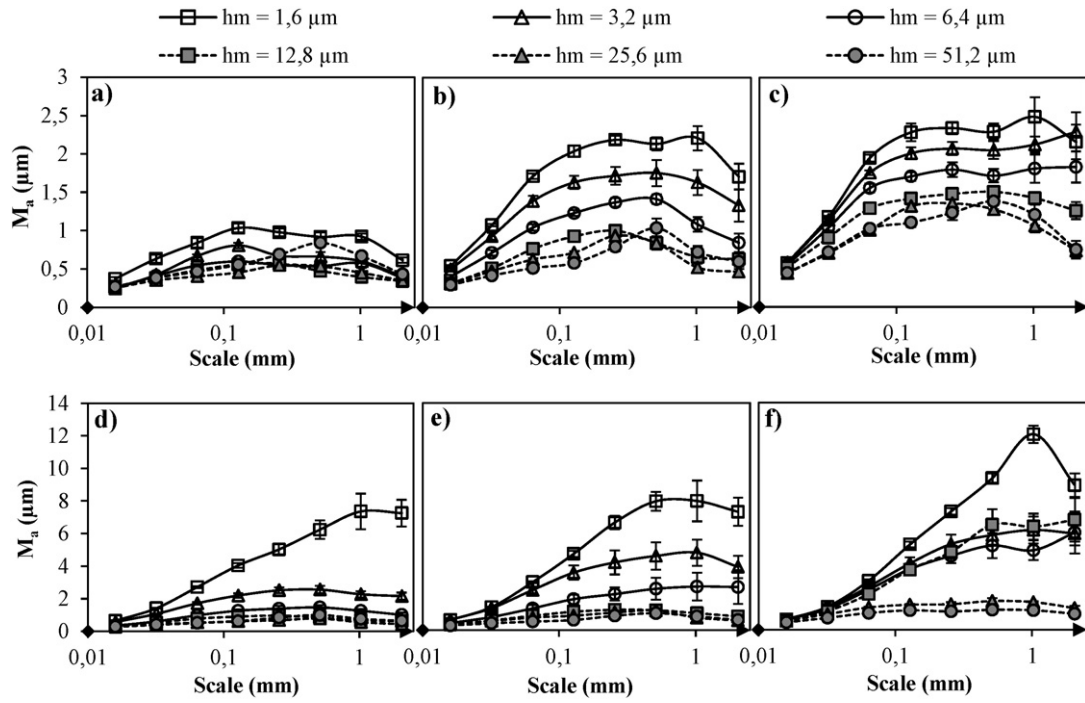 hm = 1,6 µm hm = 3,2 µm hm = 6,4 µm
hm = 12,8 µm hm = 25,6 µm hm = 51,2 µm
a) b) c)
3
2,5
2
1,5
1
0,5
0
Ma (µm)
0,01 0,1 1 0,01 0,1 1 0,01 0,1 1
Scale (mm) Scale (mm) Scale (mm)
d) e) f)
14
12
10
8
6
4
2
0
Ma (µm)
0,01 0,1 1 0,01 0,1 1 0,01 0,1 1
Scale (mm) Scale (mm) Scale (mm)